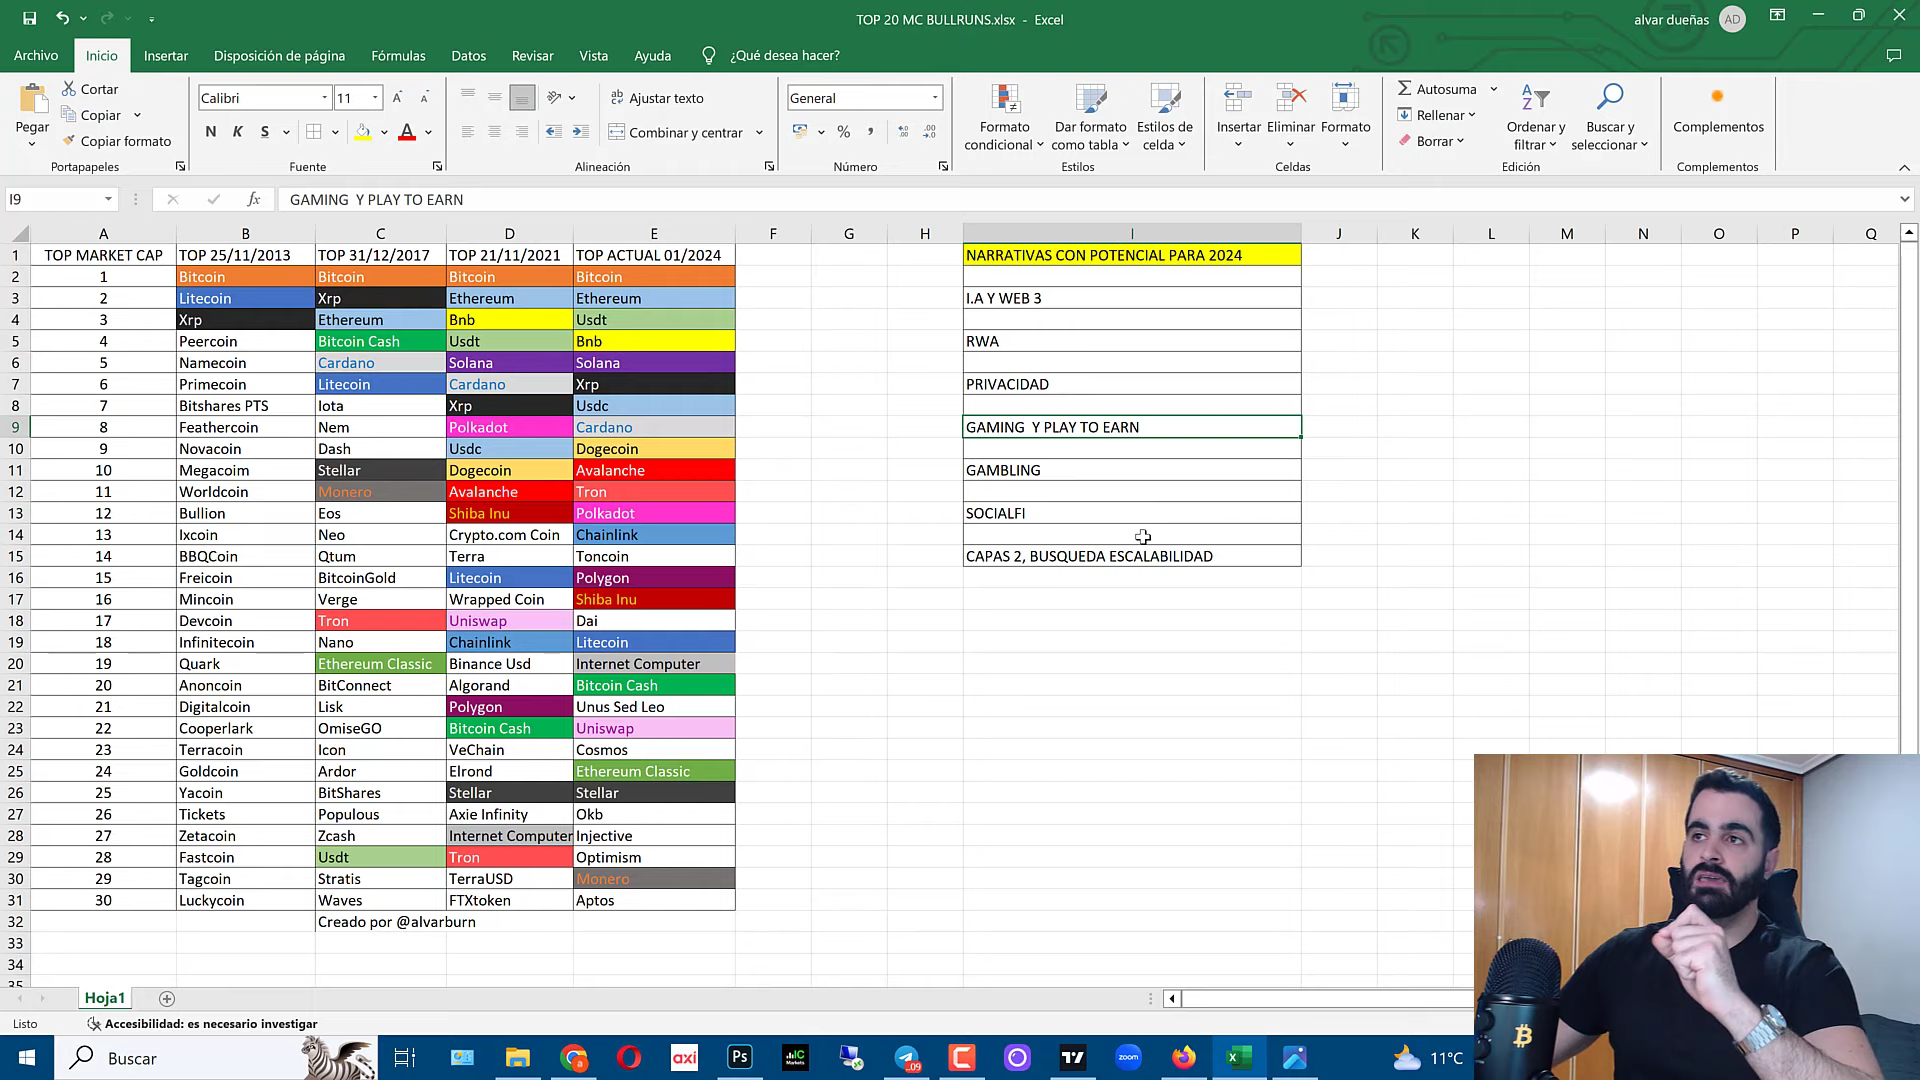 TOP 20 MC BULLRUNS.xlsx - Excel
alvar dueñas AD
Archivo Inicio Insertar Disposición de página Fórmulas Datos Revisar Vista Ayuda ¿Qué desea hacer?
Pegar
Cortar
Copiar
Copiar formato
Portapapeles
Calibri 11
N K S
Fuente
Ajustar texto
Combinar y centrar
Alineación
General
Número
Formato condicional
Dar formato como tabla
Estilos de celda
Estilos
Insertar
Eliminar
Formato
Celdas
Autosuma
Rellenar
Borrar
Ordenar y filtrar
Buscar y seleccionar
Edición
Complementos
Complementos
I9 fx GAMING  Y PLAY TO EARN
A B C D E F G H I J K L M N O P Q
1 TOP MARKET CAP TOP 25/11/2013 TOP 31/12/2017 TOP 21/11/2021 TOP ACTUAL 01/2024 NARRATIVAS CON POTENCIAL PARA 2024
2 1 Bitcoin Bitcoin Bitcoin Bitcoin
3 2 Litecoin Xrp Ethereum Ethereum I.A Y WEB 3
4 3 Xrp Ethereum Bnb Usdt
5 4 Peercoin Bitcoin Cash Usdt Bnb RWA
6 5 Namecoin Cardano Solana Solana
7 6 Primecoin Litecoin Cardano Xrp PRIVACIDAD
8 7 Bitshares PTS Iota Xrp Usdc
9 8 Feathercoin Nem Polkadot Cardano GAMING  Y PLAY TO EARN
10 9 Novacoin Dash Usdc Dogecoin
11 10 Megacoim Stellar Dogecoin Avalanche GAMBLING
12 11 Worldcoin Monero Avalanche Tron
13 12 Bullion Eos Shiba Inu Polkadot SOCIALFI
14 13 Ixcoin Neo Crypto.com Coin Chainlink
15 14 BBQCoin Qtum Terra Toncoin CAPAS 2, BUSQUEDA ESCALABILIDAD
16 15 Freicoin BitcoinGold Litecoin Polygon
17 16 Mincoin Verge Wrapped Coin Shiba Inu
18 17 Devcoin Tron Uniswap Dai
19 18 Infinitecoin Nano Chainlink Litecoin
20 19 Quark Ethereum Classic Binance Usd Internet Computer
21 20 Anoncoin BitConnect Algorand Bitcoin Cash
22 21 Digitalcoin Lisk Polygon Unus Sed Leo
23 22 Cooperlark OmiseGO Bitcoin Cash Uniswap
24 23 Terracoin Icon VeChain Cosmos
25 24 Goldcoin Ardor Elrond Ethereum Classic
26 25 Yacoin BitShares Stellar Stellar
27 26 Tickets Populous Axie Infinity Okb
28 27 Zetacoin Zcash Internet Computer Injective
29 28 Fastcoin Usdt Tron Optimism
30 29 Tagcoin Stratis TerraUSD Monero
31 30 Luckycoin Waves FTXtoken Aptos
32 Creado por @alvarburn
33
34
Hoja1
Listo Accesibilidad: es necesario investigar
Buscar axi Ps zoom 11°C